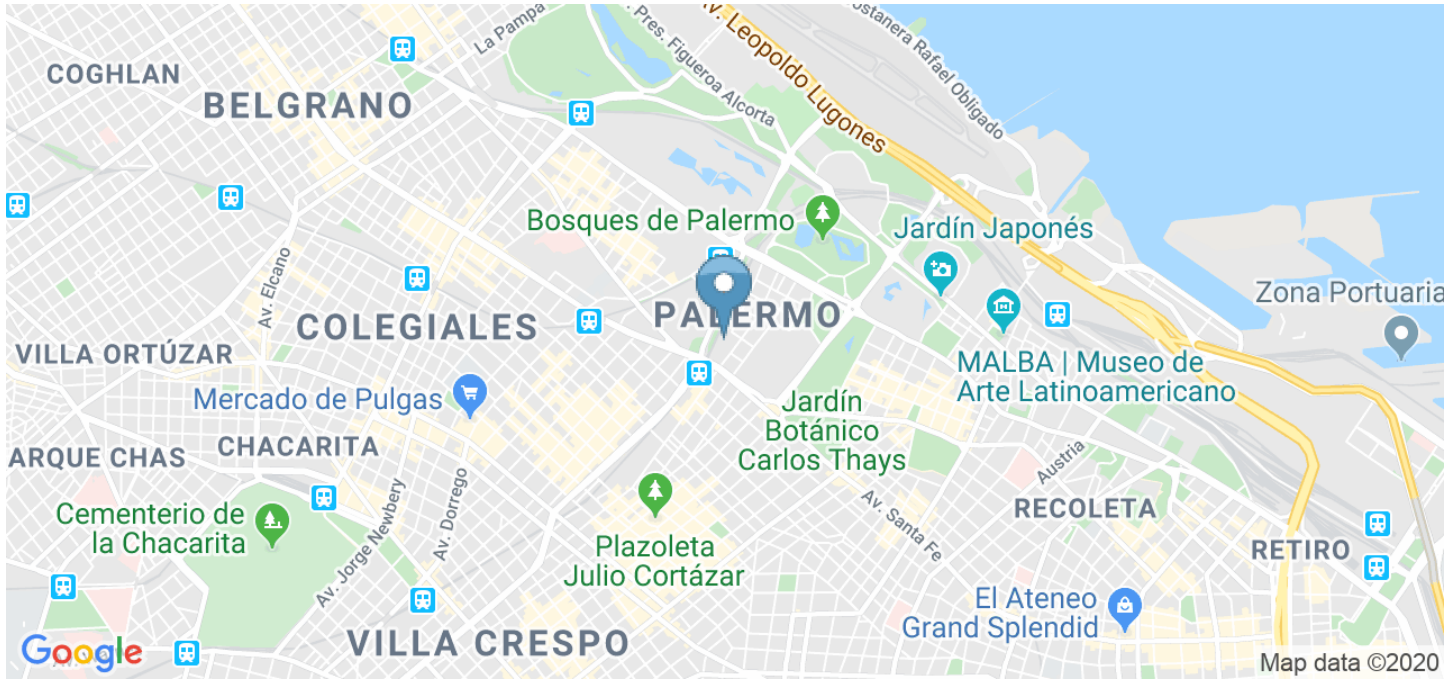 COGHLAN
BELGRANO
La Pampa
Av. Pres. Figueroa Alcorta
Av. Leopoldo Lugones
ostanera Rafael Obligado
Bosques de Palermo
Jardín Japonés
Av. Elcano
COLEGIALES
PALERMO
Zona Portuaria
VILLA ORTÚZAR
MALBA | Museo de
Arte Latinoamericano
Mercado de Pulgas
Jardín
Botánico
Carlos Thays
CHACARITA
ARQUE CHAS
Austria
RECOLETA
Av. Santa Fe
Av. Dorrego
Av. Jorge Newbery
Cementerio de
la Chacarita
Plazoleta
Julio Cortázar
RETIRO
El Ateneo
Grand Splendid
VILLA CRESPO
Google
Map data ©2020